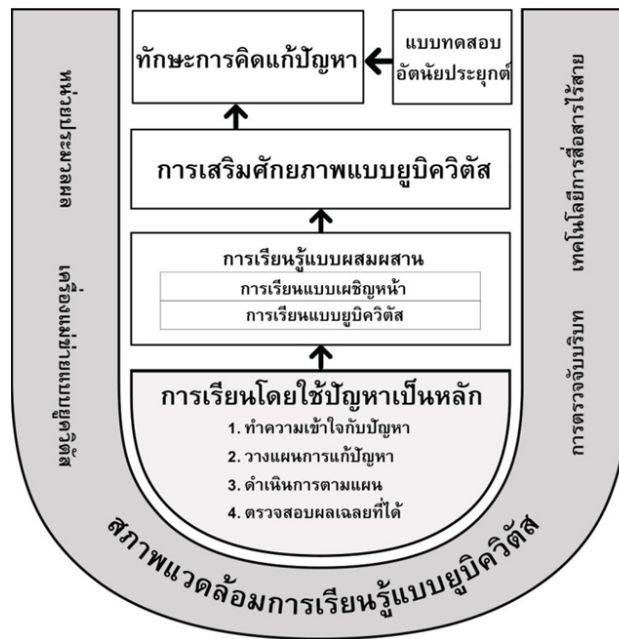 ทักษะการคิดแก้ปัญหา
แบบทดสอบ
อัตนัยประยุกต์
การเสริมศักยภาพแบบยูบิควิตัส
การเรียนรู้แบบผสมผสาน
การเรียนแบบเผชิญหน้า
การเรียนแบบยูบิควิตัส
การเรียนโดยใช้ปัญหาเป็นหลัก
1. ทำความเข้าใจกับปัญหา
2. วางแผนการแก้ปัญหา
3. ดำเนินการตามแผน
4. ตรวจสอบผลเฉลยที่ได้
หน่วยประมวลผล
เครื่องแม่ข่ายแบบยูควิตัส
เทคโนโลยีการสื่อสารไร้สาย
การตรวจจับบริบท
สภาพแวดล้อมการเรียนรู้แบบยูบิควิตัส